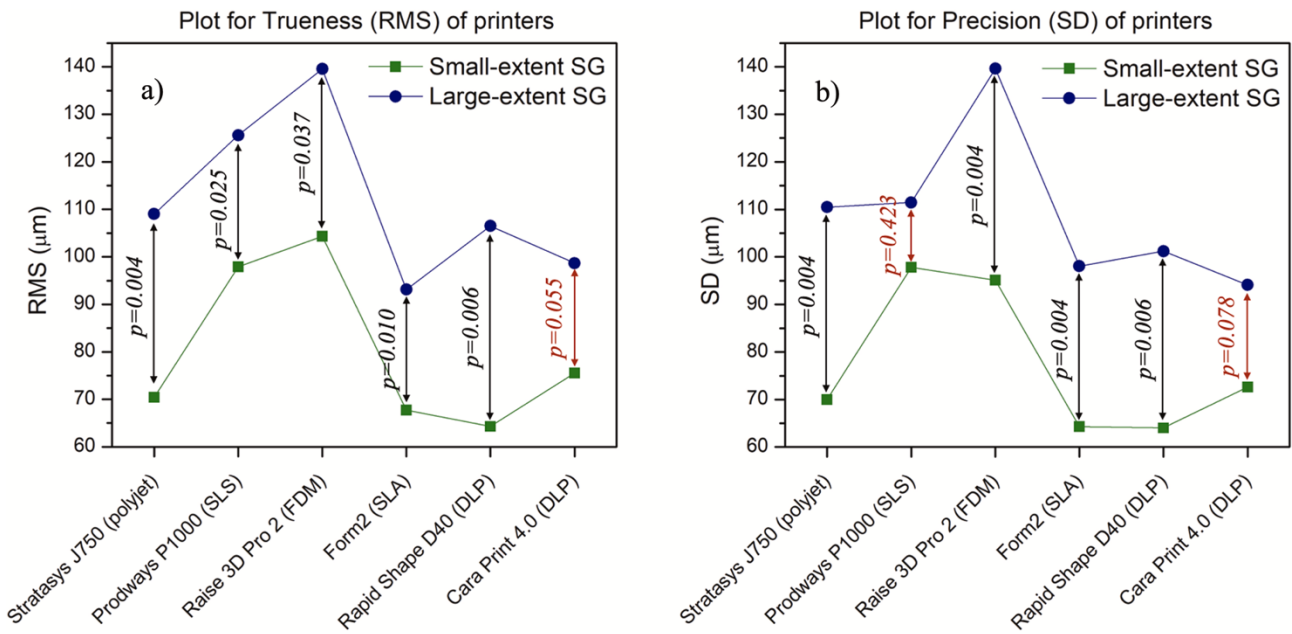 Plot for Trueness (RMS) of printers
a)
Small-extent SG
Large-extent SG
RMS (μm)
140
130
120
110
100
90
80
70
60
p=0.004
p=0.025
p=0.037
p=0.010
p=0.006
p=0.055
Stratasys J750 (polyjet)
Prodways P1000 (SLS)
Raise 3D Pro 2 (FDM)
Form2 (SLA)
Rapid Shape D40 (DLP)
Cara Print 4.0 (DLP)
Plot for Precision (SD) of printers
b)
Small-extent SG
Large-extent SG
SD (μm)
140
130
120
110
100
90
80
70
60
p=0.004
p=0.423
p=0.004
p=0.004
p=0.006
p=0.078
Stratasys J750 (polyjet)
Prodways P1000 (SLS)
Raise 3D Pro 2 (FDM)
Form2 (SLA)
Rapid Shape D40 (DLP)
Cara Print 4.0 (DLP)